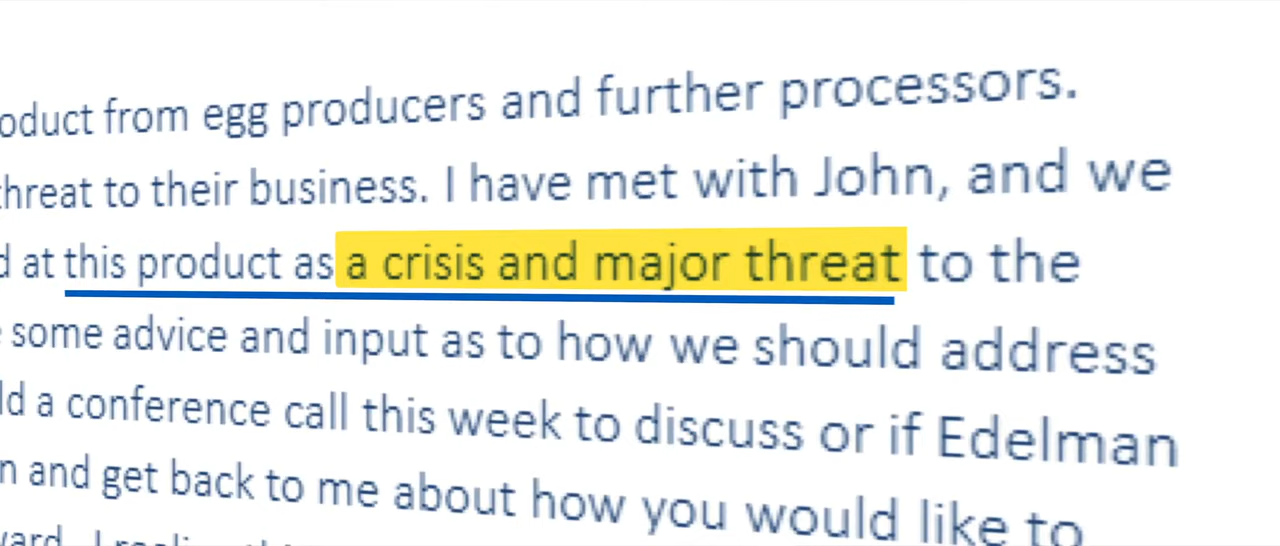 oduct from egg producers and further processors.
threat to their business. I have met with John, and we
d at this product as a crisis and major threat to the
some advice and input as to how we should address
ld a conference call this week to discuss or if Edelman
n and get back to me about how you would like to